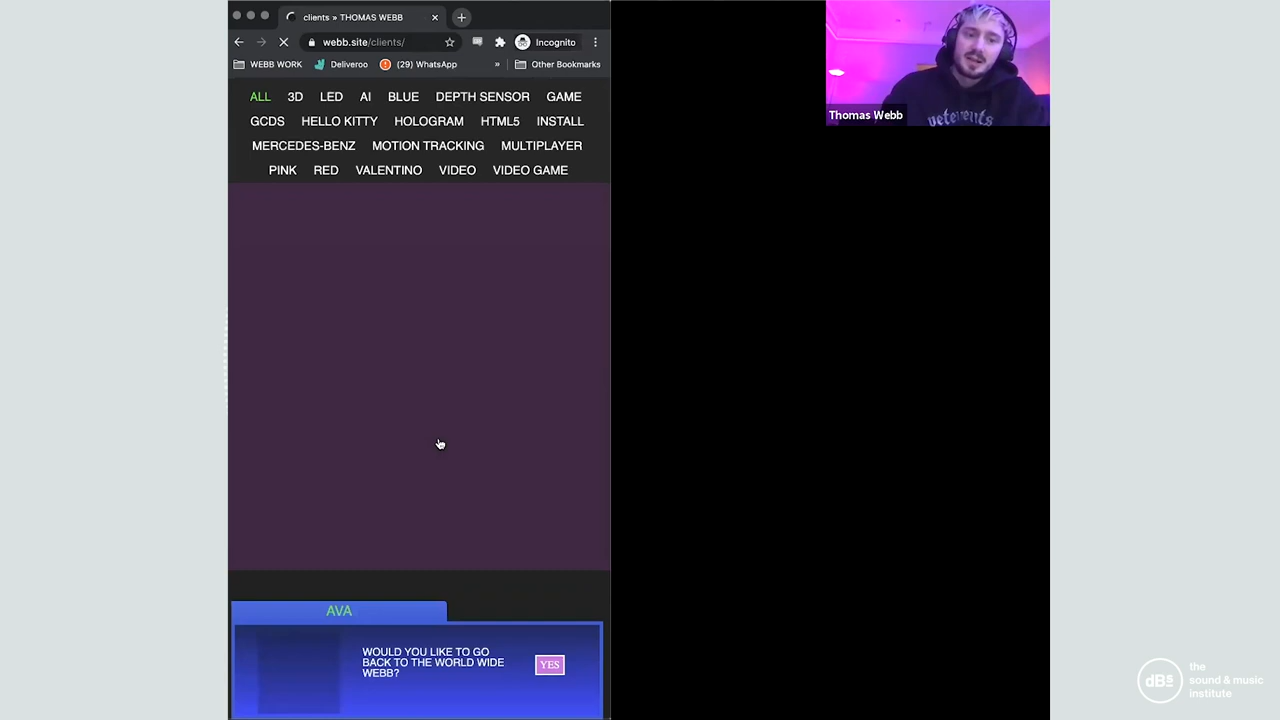 clients » THOMAS WEBB
webb.site/clients/
Incognito
WEBB WORK Deliveroo (29) WhatsApp » Other Bookmarks
ALL 3D LED AI BLUE DEPTH SENSOR GAME
GCDS HELLO KITTY HOLOGRAM HTML5 INSTALL
MERCEDES-BENZ MOTION TRACKING MULTIPLAYER
PINK RED VALENTINO VIDEO VIDEO GAME
AVA
WOULD YOU LIKE TO GO
BACK TO THE WORLD WIDE
WEBB?
YES
Thomas Webb
vetements
dBs
the
sound & music
institute